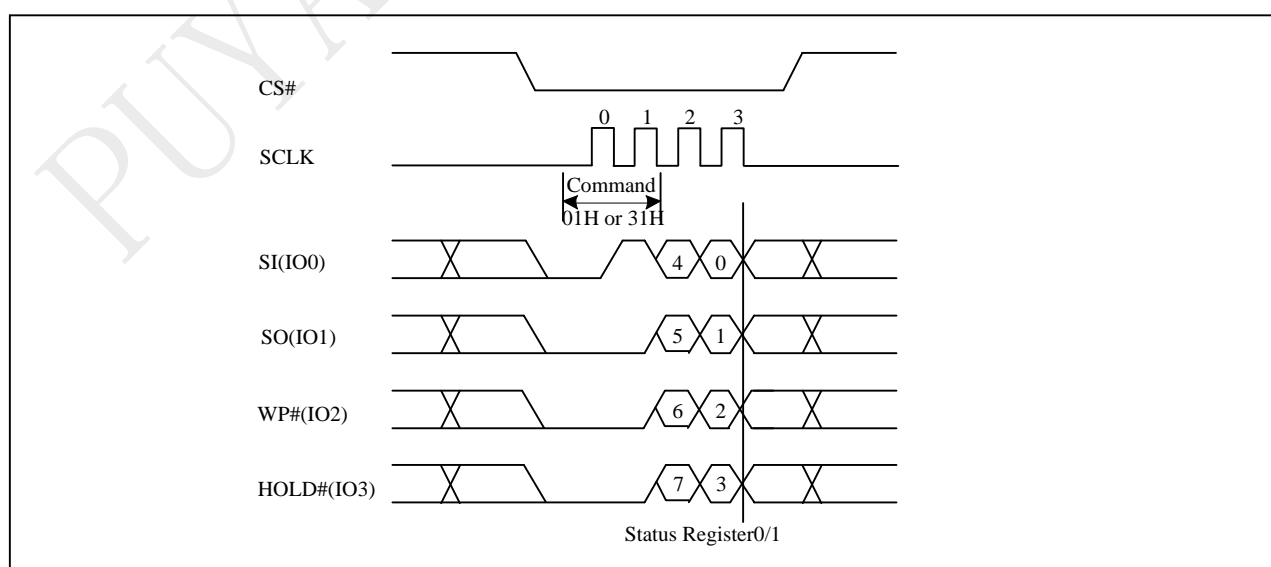 PUYA
CS#
0 1 2 3
SCLK
Command
01H or 31H
SI(IO0) 4 0
SO(IO1) 5 1
WP#(IO2) 6 2
HOLD#(IO3) 7 3
Status Register0/1